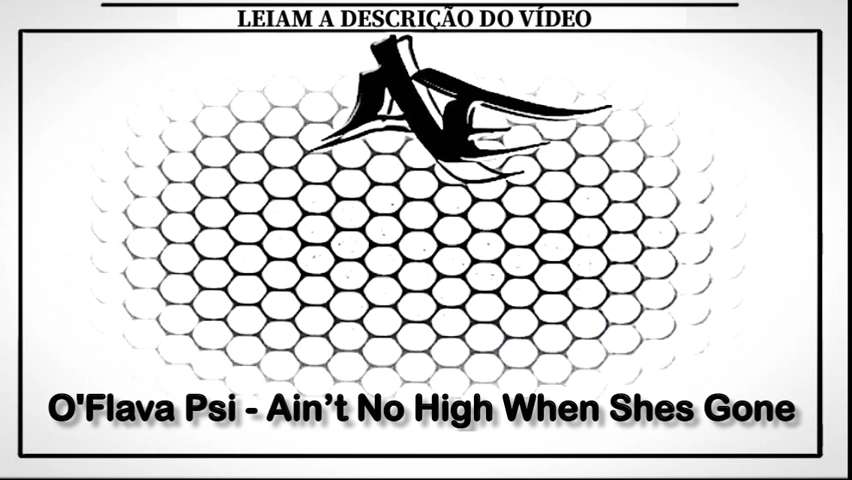 LEIAM A DESCRIÇÃO DO VÍDEO
O'Flava Psi - Ain’t No High When Shes Gone